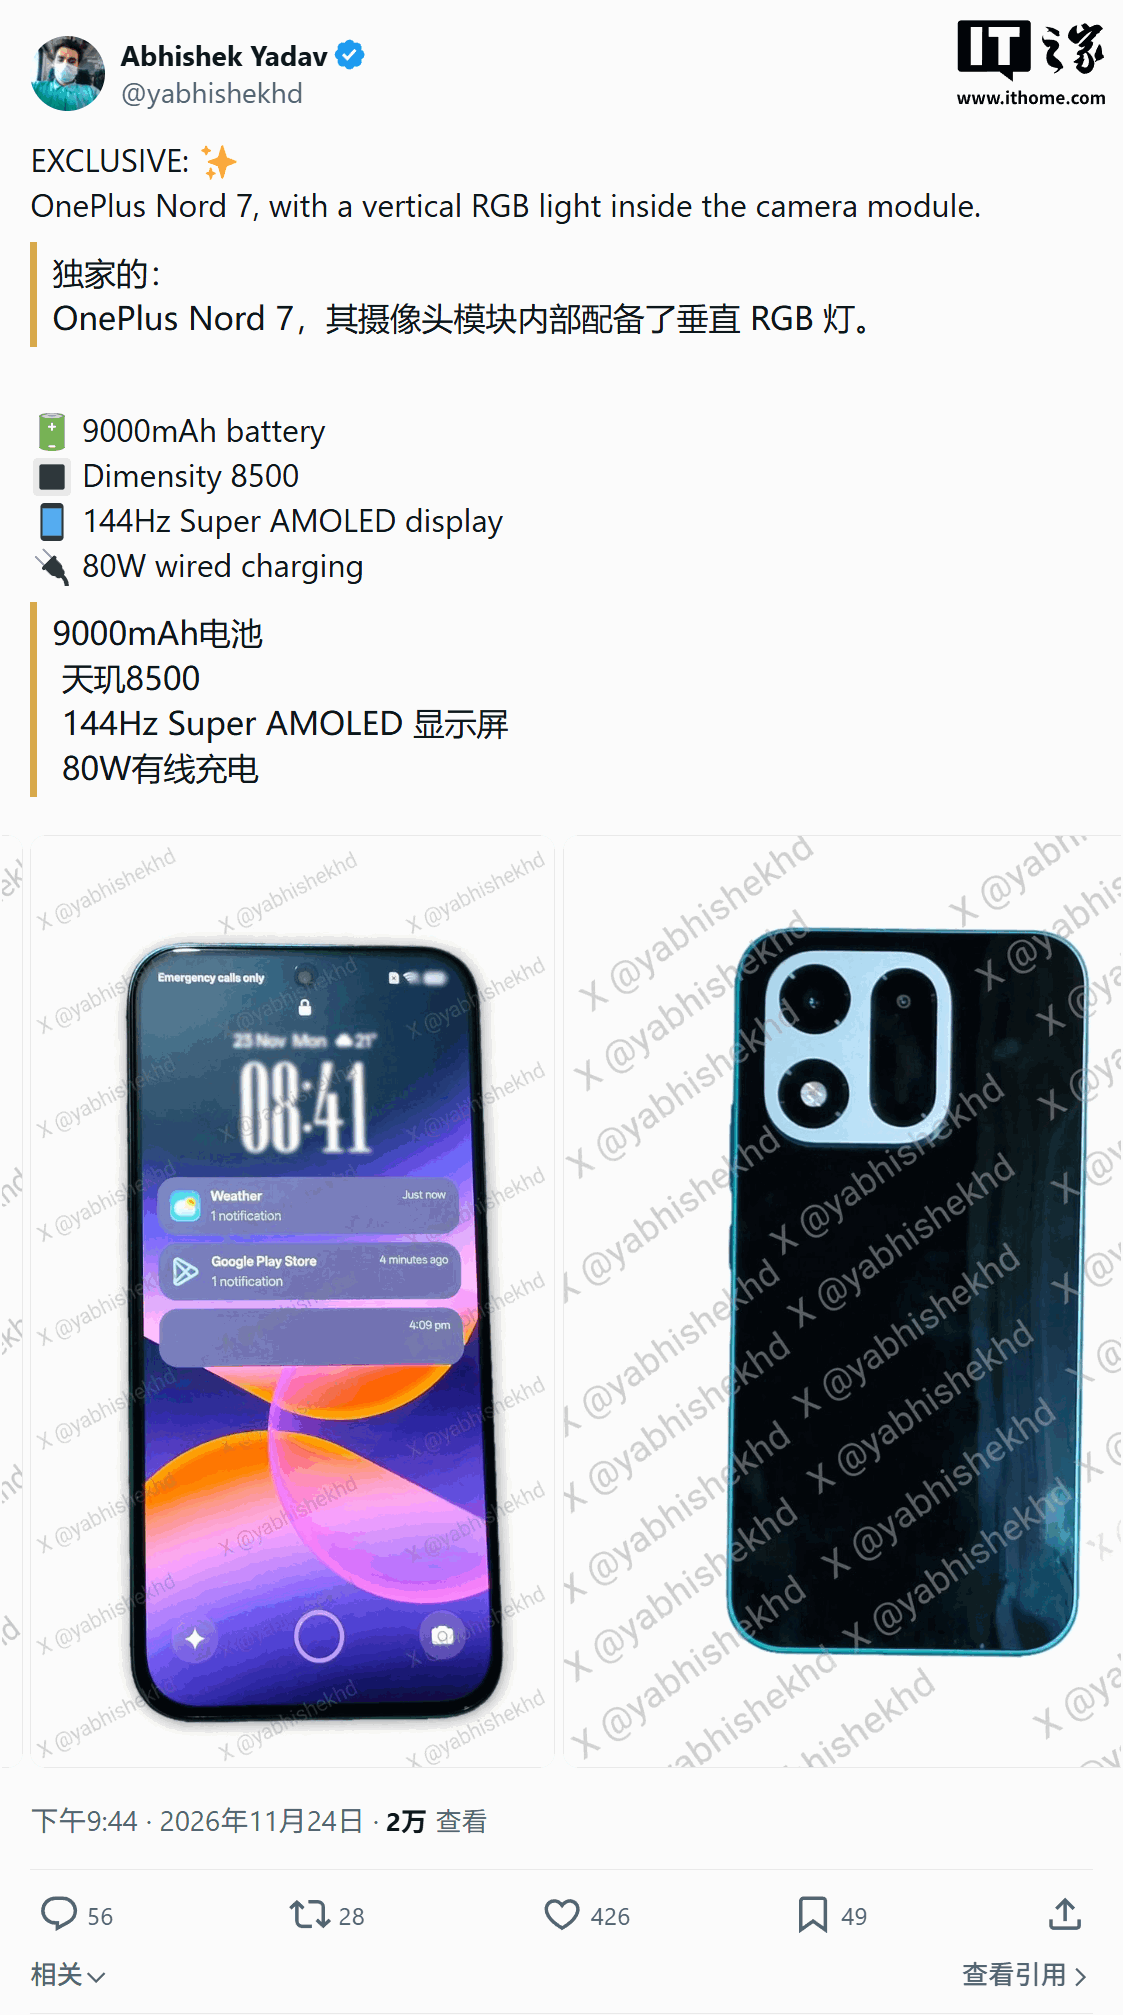 Abhishek Yadav
@yabhishekhd
IT之家
www.ithome.com
EXCLUSIVE: ✨
OnePlus Nord 7, with a vertical RGB light inside the camera module.
独家的：
OnePlus Nord 7，其摄像头模块内部配备了垂直 RGB 灯。
🔋 9000mAh battery
🔳 Dimensity 8500
📱 144Hz Super AMOLED display
🔌 80W wired charging
9000mAh电池
天玑8500
144Hz Super AMOLED 显示屏
80W有线充电
X @yabhishekhd
Emergency calls only
23 Nov Mon 21°
08:41
Weather
Just now
1 notification
Google Play Store
4 minutes ago
1 notification
4:09 pm
X @yabhishekhd
下午9:44 · 2026年11月24日 · 2万 查看
56
28
426
49
相关
查看引用